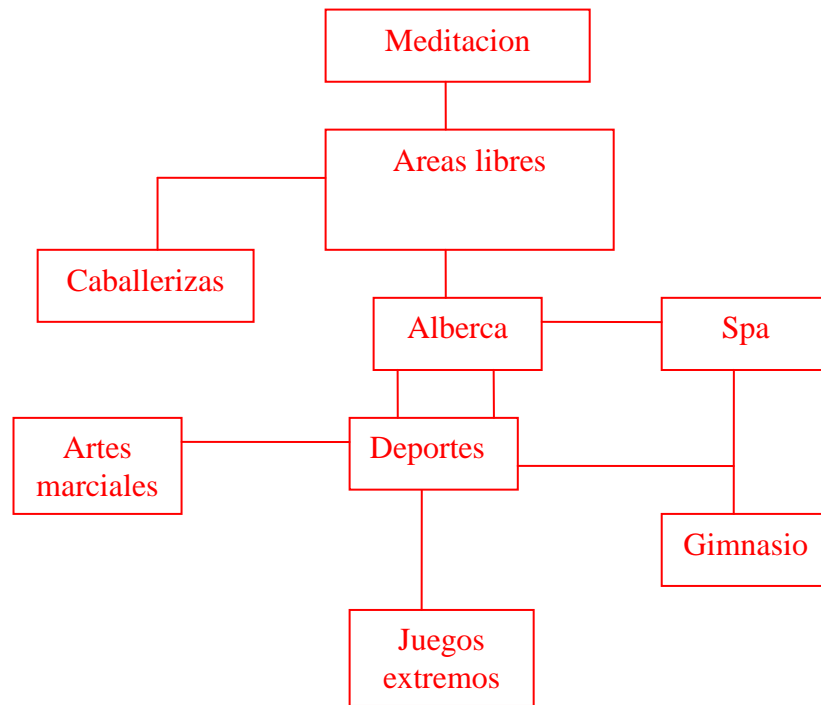 Meditacion
Areas libres
Caballerizas
Alberca
Spa
Artes
marciales
Deportes
Gimnasio
Juegos
extremos